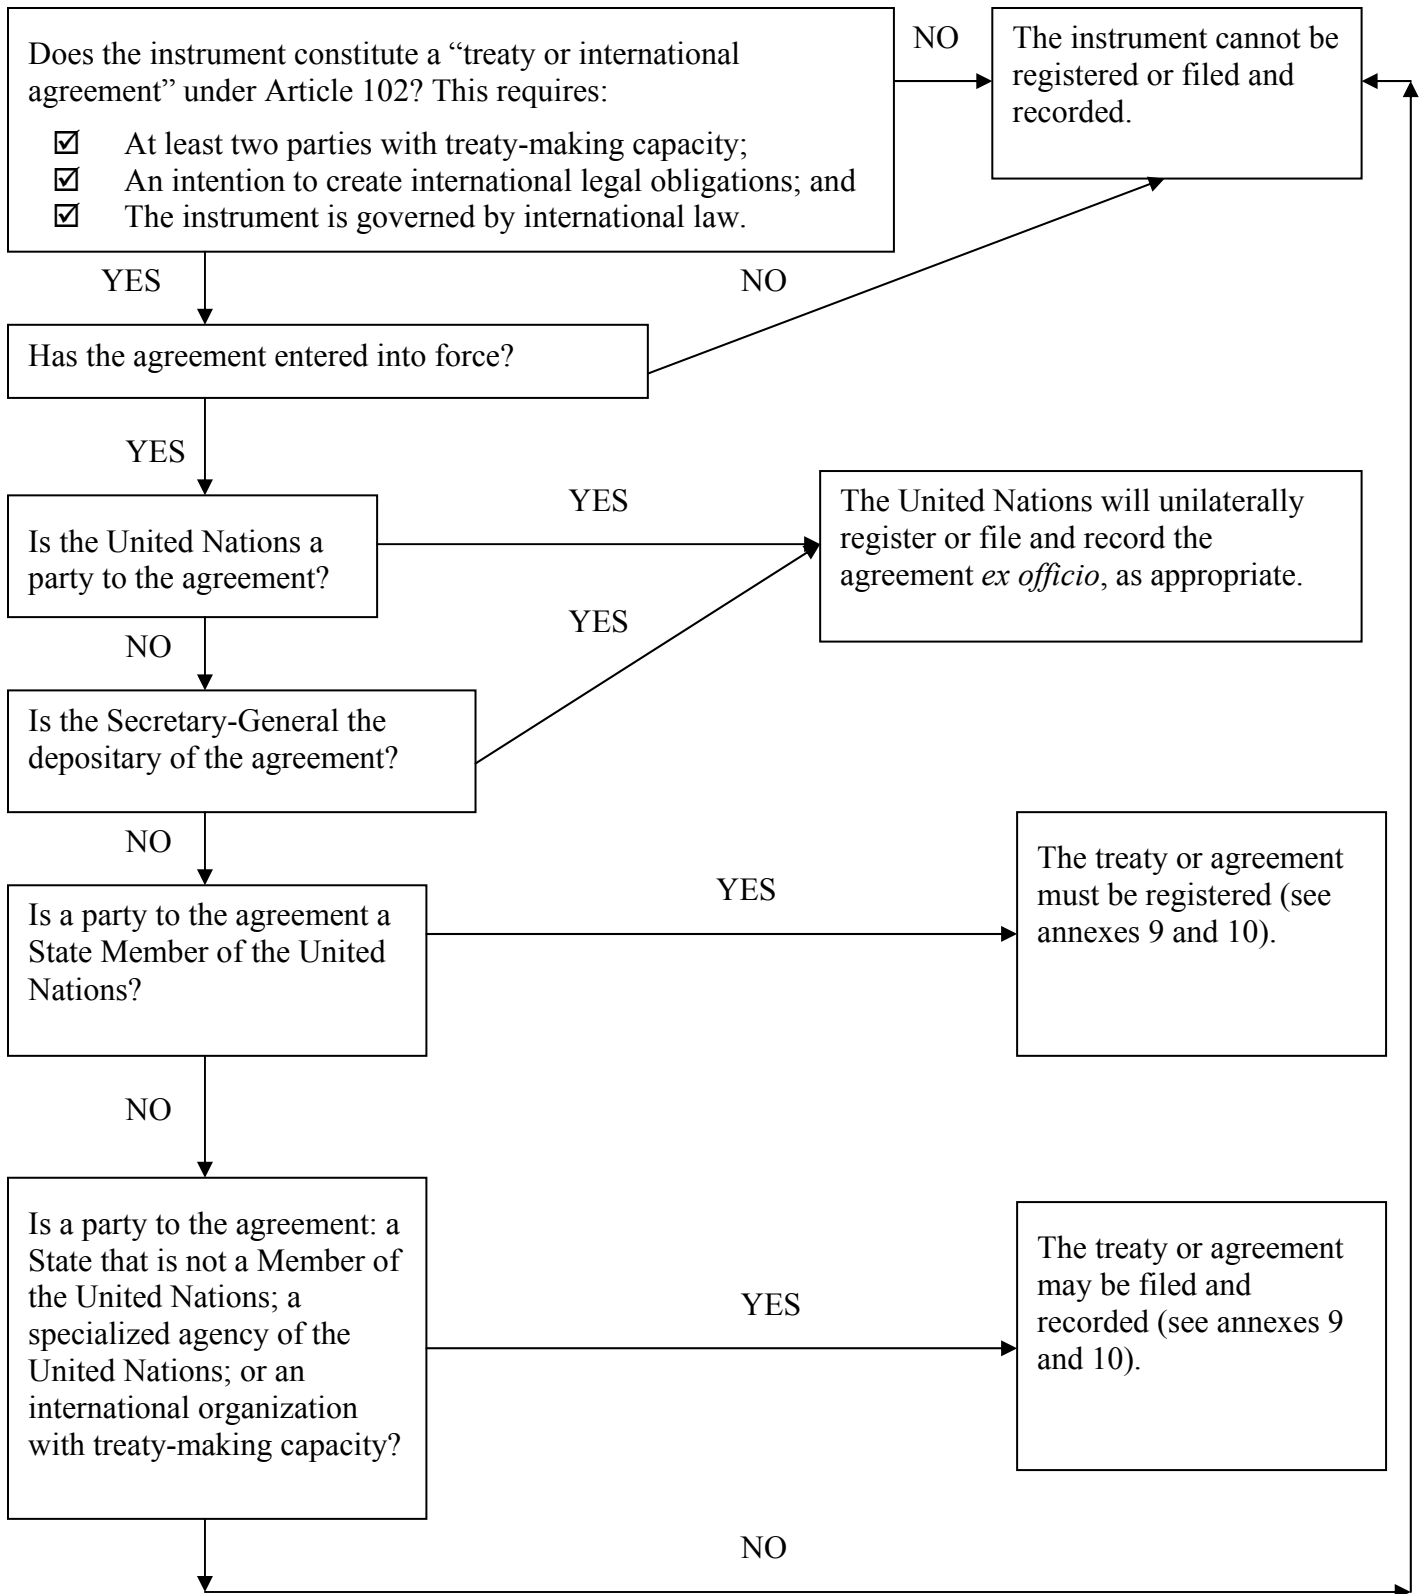 Does the instrument constitute a “treaty or international
agreement” under Article 102? This requires:
☑ At least two parties with treaty-making capacity;
☑ An intention to create international legal obligations; and
☑ The instrument is governed by international law.
NO
The instrument cannot be
registered or filed and
recorded.
YES
NO
Has the agreement entered into force?
YES
Is the United Nations a
party to the agreement?
YES
The United Nations will unilaterally
register or file and record the
agreement ex officio, as appropriate.
YES
NO
Is the Secretary-General the
depositary of the agreement?
NO
Is a party to the agreement a
State Member of the United
Nations?
YES
The treaty or agreement
must be registered (see
annexes 9 and 10).
NO
Is a party to the agreement: a
State that is not a Member of
the United Nations; a
specialized agency of the
United Nations; or an
international organization
with treaty-making capacity?
YES
The treaty or agreement
may be filed and
recorded (see annexes 9
and 10).
NO